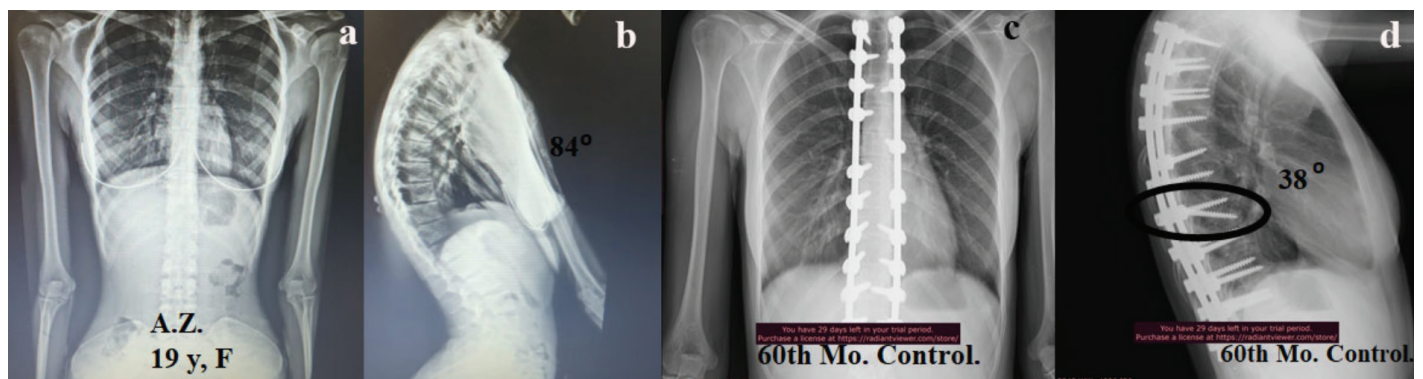 a
A.Z.
19 y, F
b
84°
c
You have 29 days left in your trial period.
Purchase a license at https://radiantviewer.com/store/
60th Mo. Control.
d
38°
You have 29 days left in your trial period.
Purchase a license at https://radiantviewer.com/store/
60th Mo. Control.